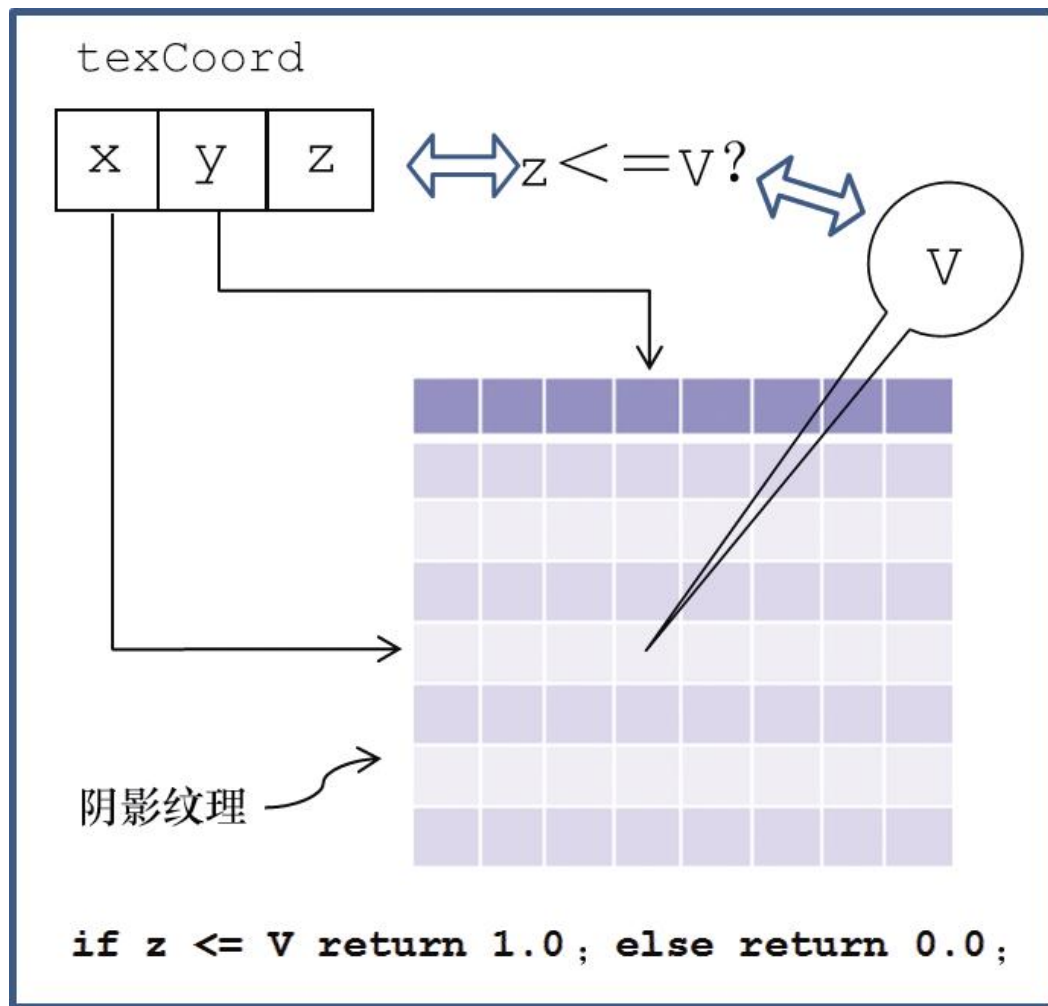 texCoord
x y z
z<=V?
V
阴影纹理
if z <= V return 1.0; else return 0.0;